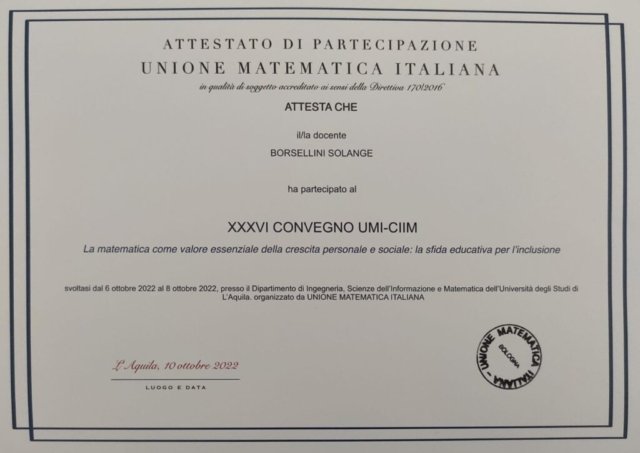 ATTESTATO DI PARTECIPAZIONE
UNIONE MATEMATICA ITALIANA
in qualità di soggetto accreditato ai sensi della Direttiva 170/2016
ATTESTA CHE
il/la docente
BORSELLINI SOLANGE
ha partecipato al
XXXVI CONVEGNO UMI-CIIM
La matematica come valore essenziale della crescita personale e sociale: la sfida educativa per l'inclusione
svoltasi dal 6 ottobre 2022 al 8 ottobre 2022, presso il Dipartimento di Ingegneria, Scienze dell'Informazione e Matematica dell'Università degli Studi di
L'Aquila. organizzato da UNIONE MATEMATICA ITALIANA
L'Aquila, 10 ottobre 2022
LUOGO E DATA
UNIONE MATEMATICA ITALIANA -
BOLOGNA